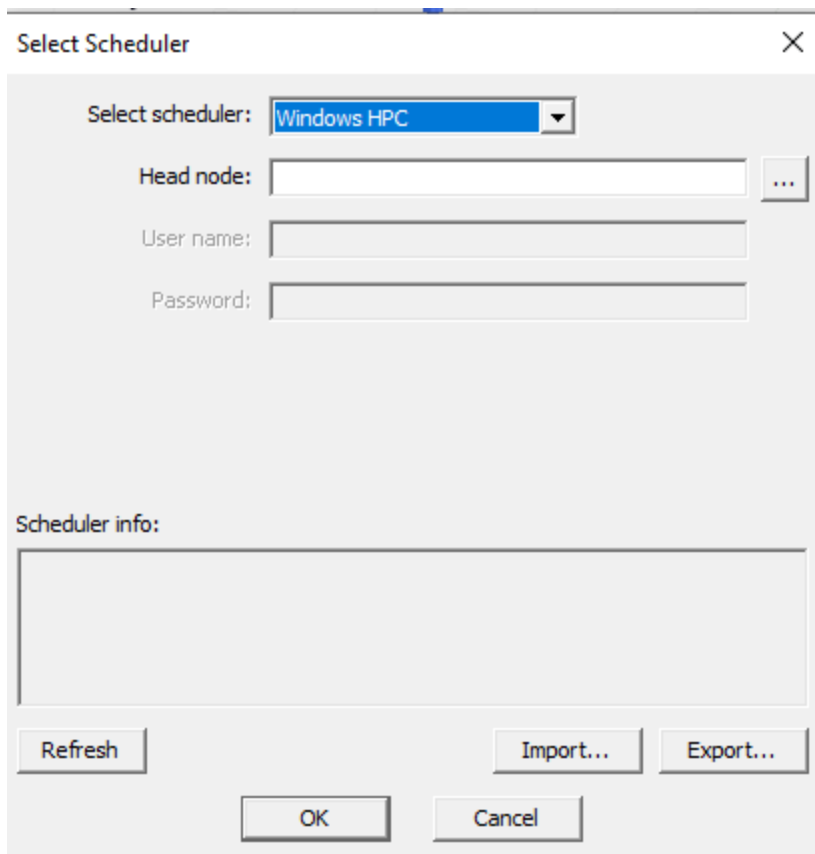 Select Scheduler
Select scheduler: Windows HPC
Head node: ...
User name:
Password:
Scheduler info:
Refresh Import... Export...
OK Cancel